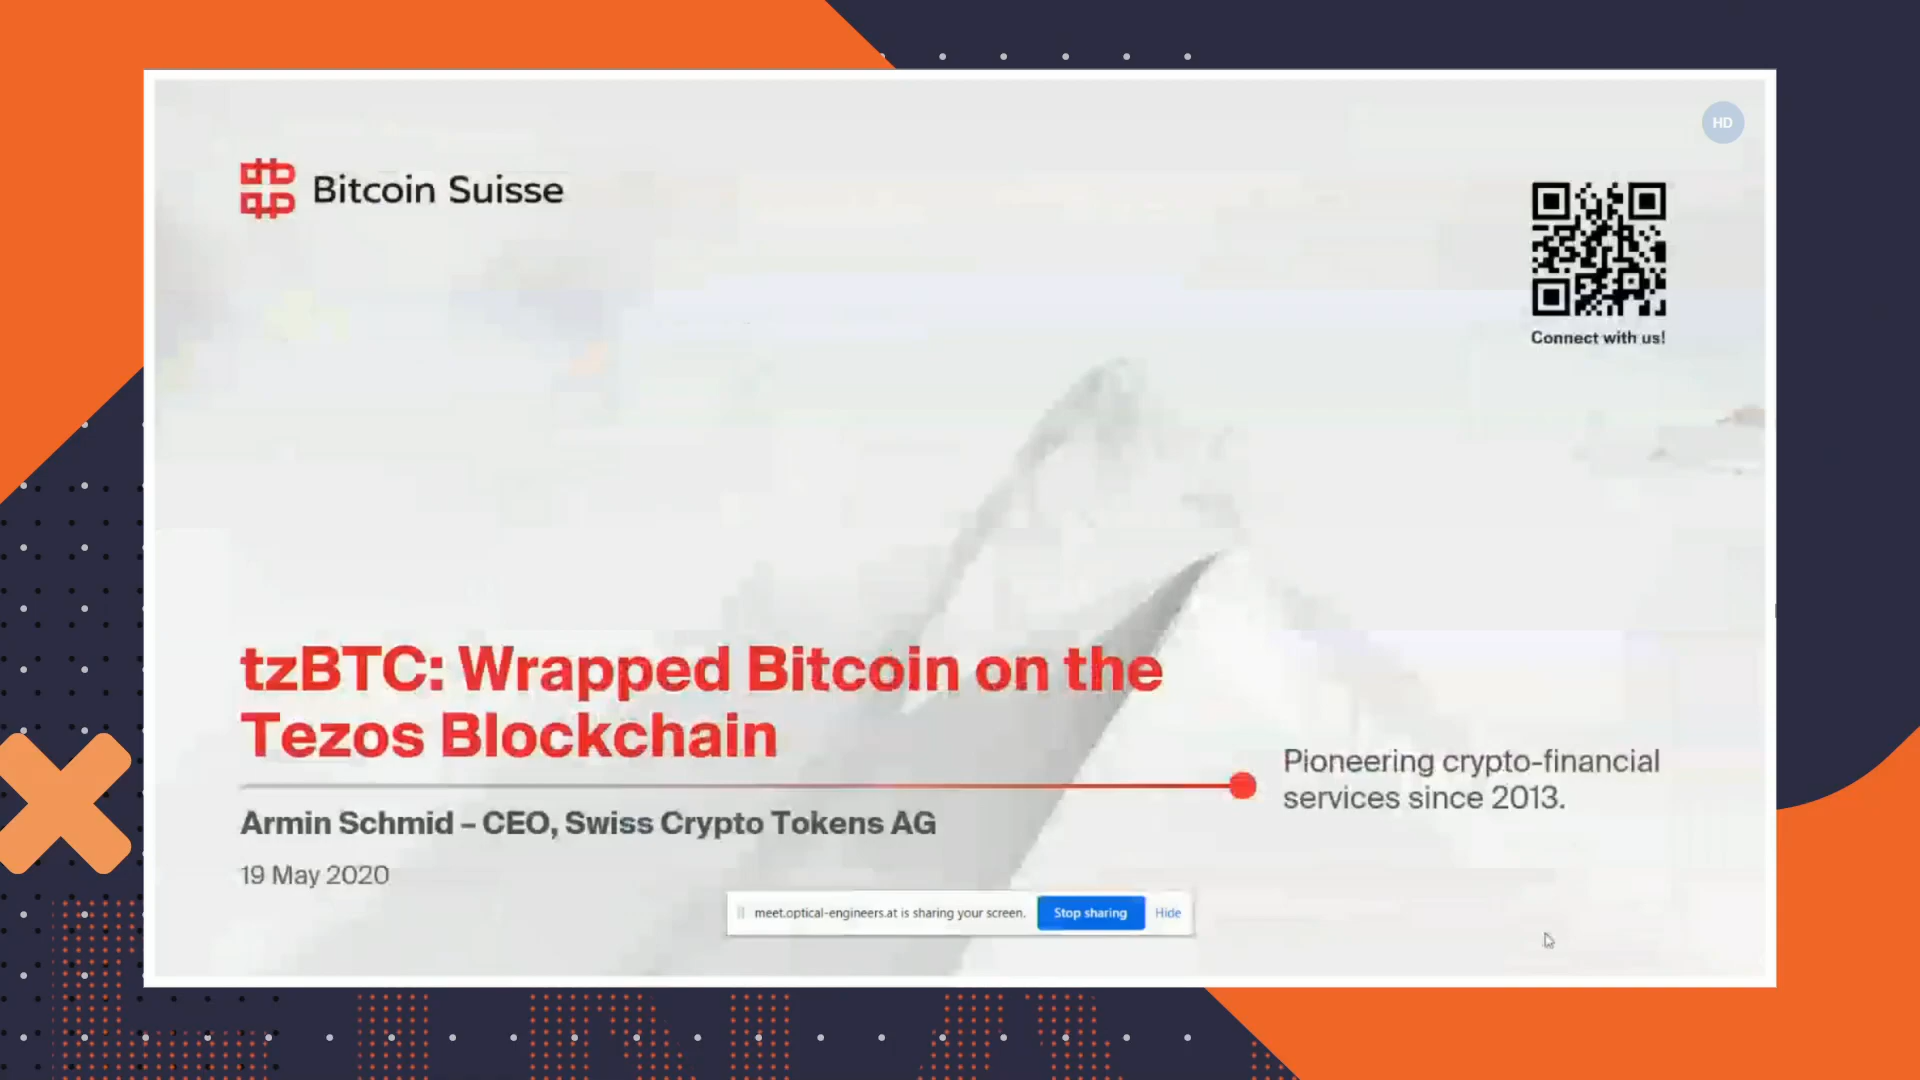 HD
Bitcoin Suisse
Connect with us!
tzBTC: Wrapped Bitcoin on the
Tezos Blockchain
Pioneering crypto-financial
services since 2013.
Armin Schmid – CEO, Swiss Crypto Tokens AG
19 May 2020
meet.optical-engineers.at is sharing your screen. Stop sharing Hide